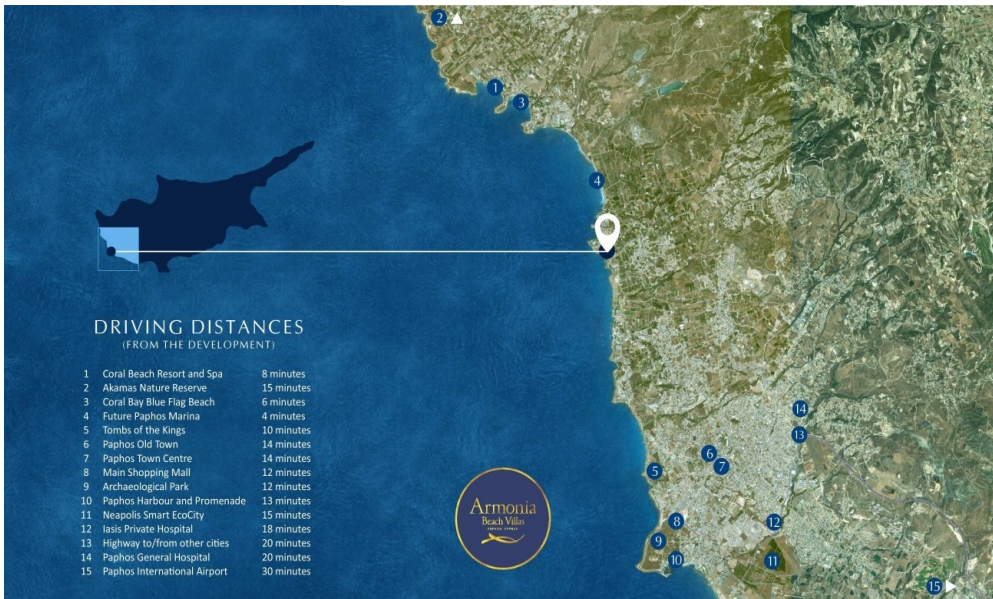 DRIVING DISTANCES
(FROM THE DEVELOPMENT)
1 Coral Beach Resort and Spa 8 minutes
2 Akamas Nature Reserve 15 minutes
3 Coral Bay Blue Flag Beach 6 minutes
4 Future Paphos Marina 4 minutes
5 Tombs of the Kings 10 minutes
6 Paphos Old Town 14 minutes
7 Paphos Town Centre 14 minutes
8 Main Shopping Mall 12 minutes
9 Archaeological Park 12 minutes
10 Paphos Harbour and Promenade 13 minutes
11 Neapolis Smart EcoCity 15 minutes
12 Iasis Private Hospital 18 minutes
13 Highway to/from other cities 20 minutes
14 Paphos General Hospital 20 minutes
15 Paphos International Airport 30 minutes
Armonia
Beach Villas
PAPHOS CYPRUS
2
1
3
4
14
13
6
7
5
8
12
9
10
11
15